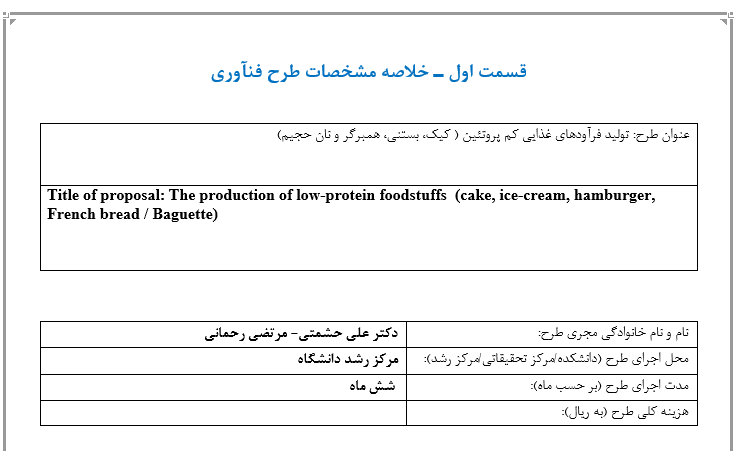 قسمت اول – خلاصه مشخصات طرح فنآوری
عنوان طرح: تولید فرآودهای غذایی کم پروتئین ( کیک، بستنی، همبرگر و نان حجیم)
Title of proposal: The production of low-protein foodstuffs (cake, ice-cream, hamburger,
French bread / Baguette)
نام و نام خانوادگی مجری طرح: دکتر علی حشمتی- مرتضی رحمانی
محل اجرای طرح (دانشکده/مرکز تحقیقاتی/مرکز رشد): مرکز رشد دانشگاه
مدت اجرای طرح (بر حسب ماه): شش ماه
هزینه کلی طرح (به ریال):